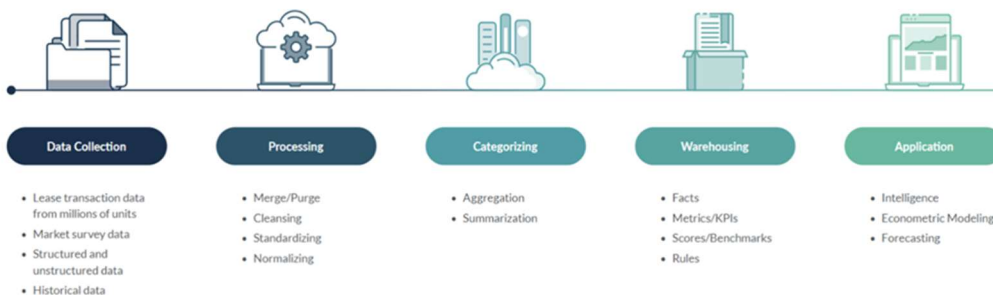 Data Collection
• Lease transaction data
from millions of units
• Market survey data
• Structured and
unstructured data
• Historical data
Processing
• Merge/Purge
• Cleansing
• Standardizing
• Normalizing
Categorizing
• Aggregation
• Summarization
Warehousing
• Facts
• Metrics/KPIs
• Scores/Benchmarks
• Rules
Application
• Intelligence
• Econometric Modeling
• Forecasting